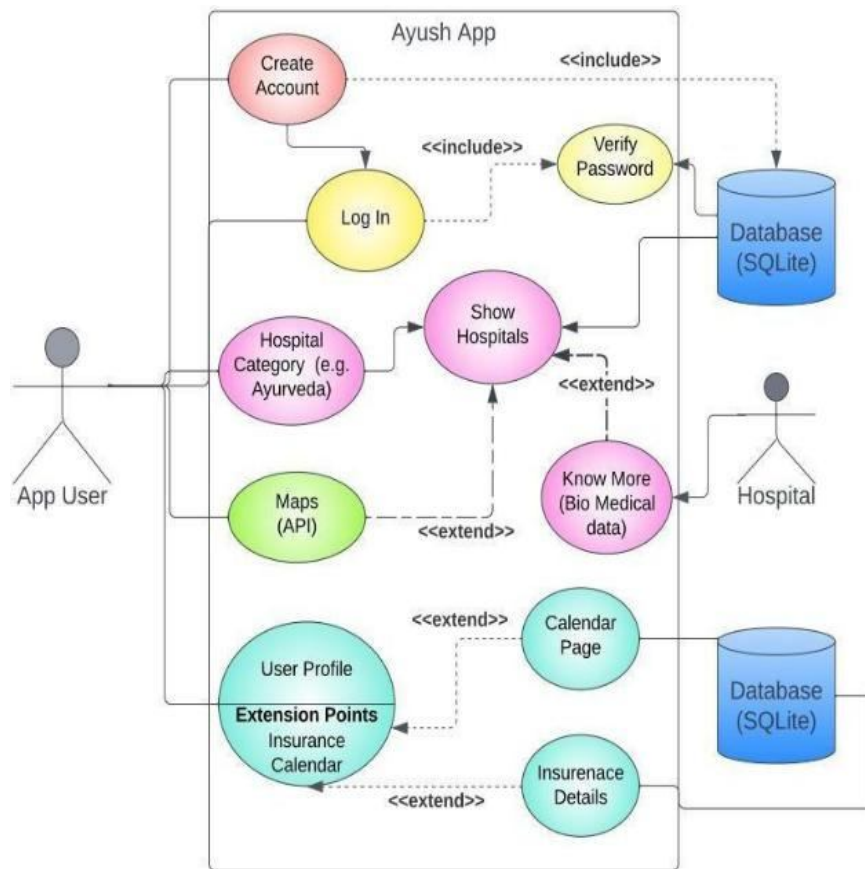 Ayush App
Create
Account
<<include>>
<<include>>
Verify
Password
Log In
Database
(SQLite)
Show
Hospitals
Hospital
Category (e.g.
Ayurveda)
<<extend>>
App User
Maps
(API)
<<extend>>
Know More
(Bio Medical
data)
Hospital
<<extend>>
Calendar
Page
User Profile
Extension Points
Insurance
Calendar
Database
(SQLite)
Insurenace
Details
<<extend>>